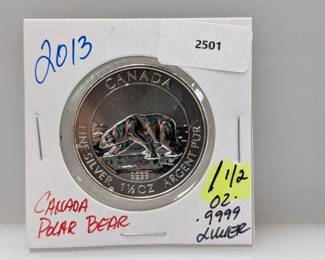 2501
2013
CANADA
FINE SILVER 1½ OZ ARGENT PUR
9999
CANADA
POLAR BEAR
1 1/2
OZ.
.9999
SILVER